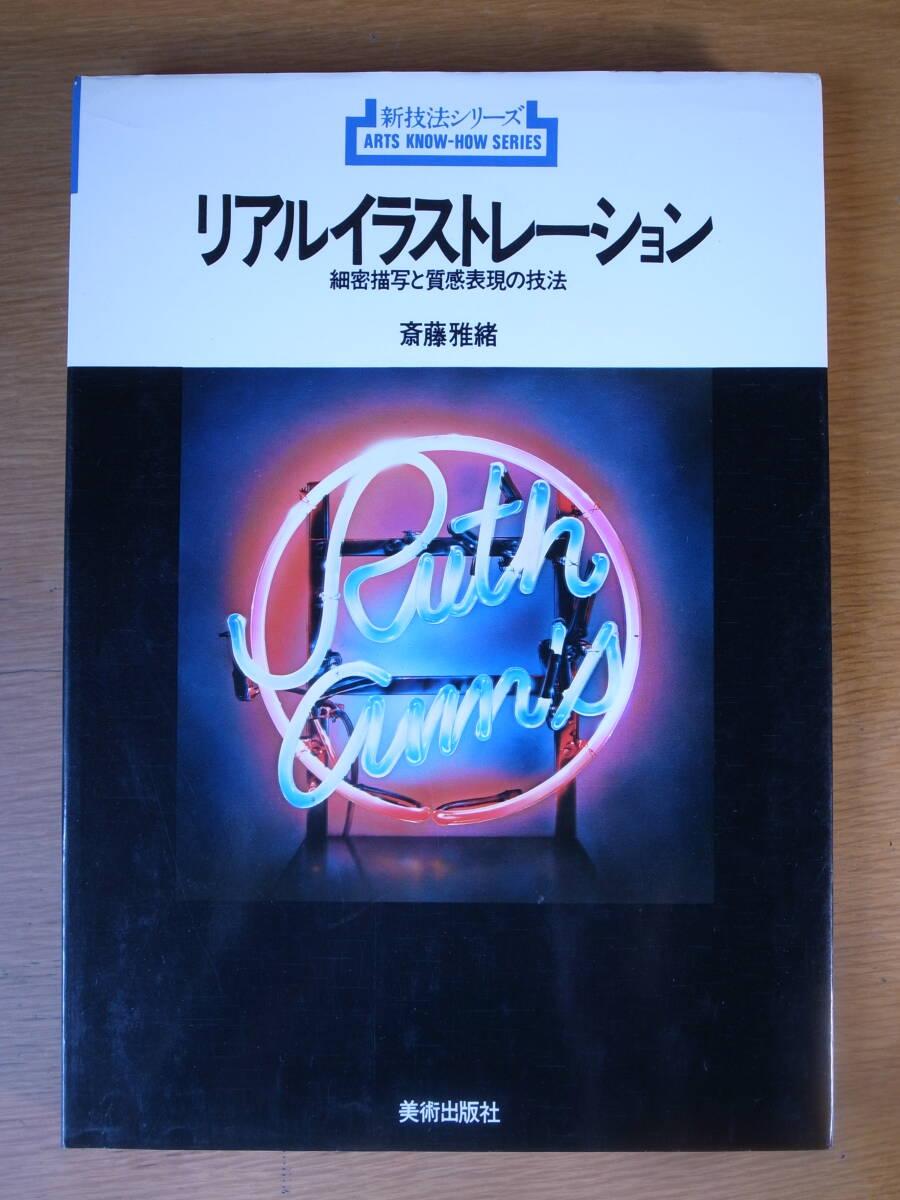 新技法シリーズ
ARTS KNOW-HOW SERIES
リアルイラストレーション
細密描写と質感表現の技法
斎藤雅緒
Ruth
Cumm's
美術出版社